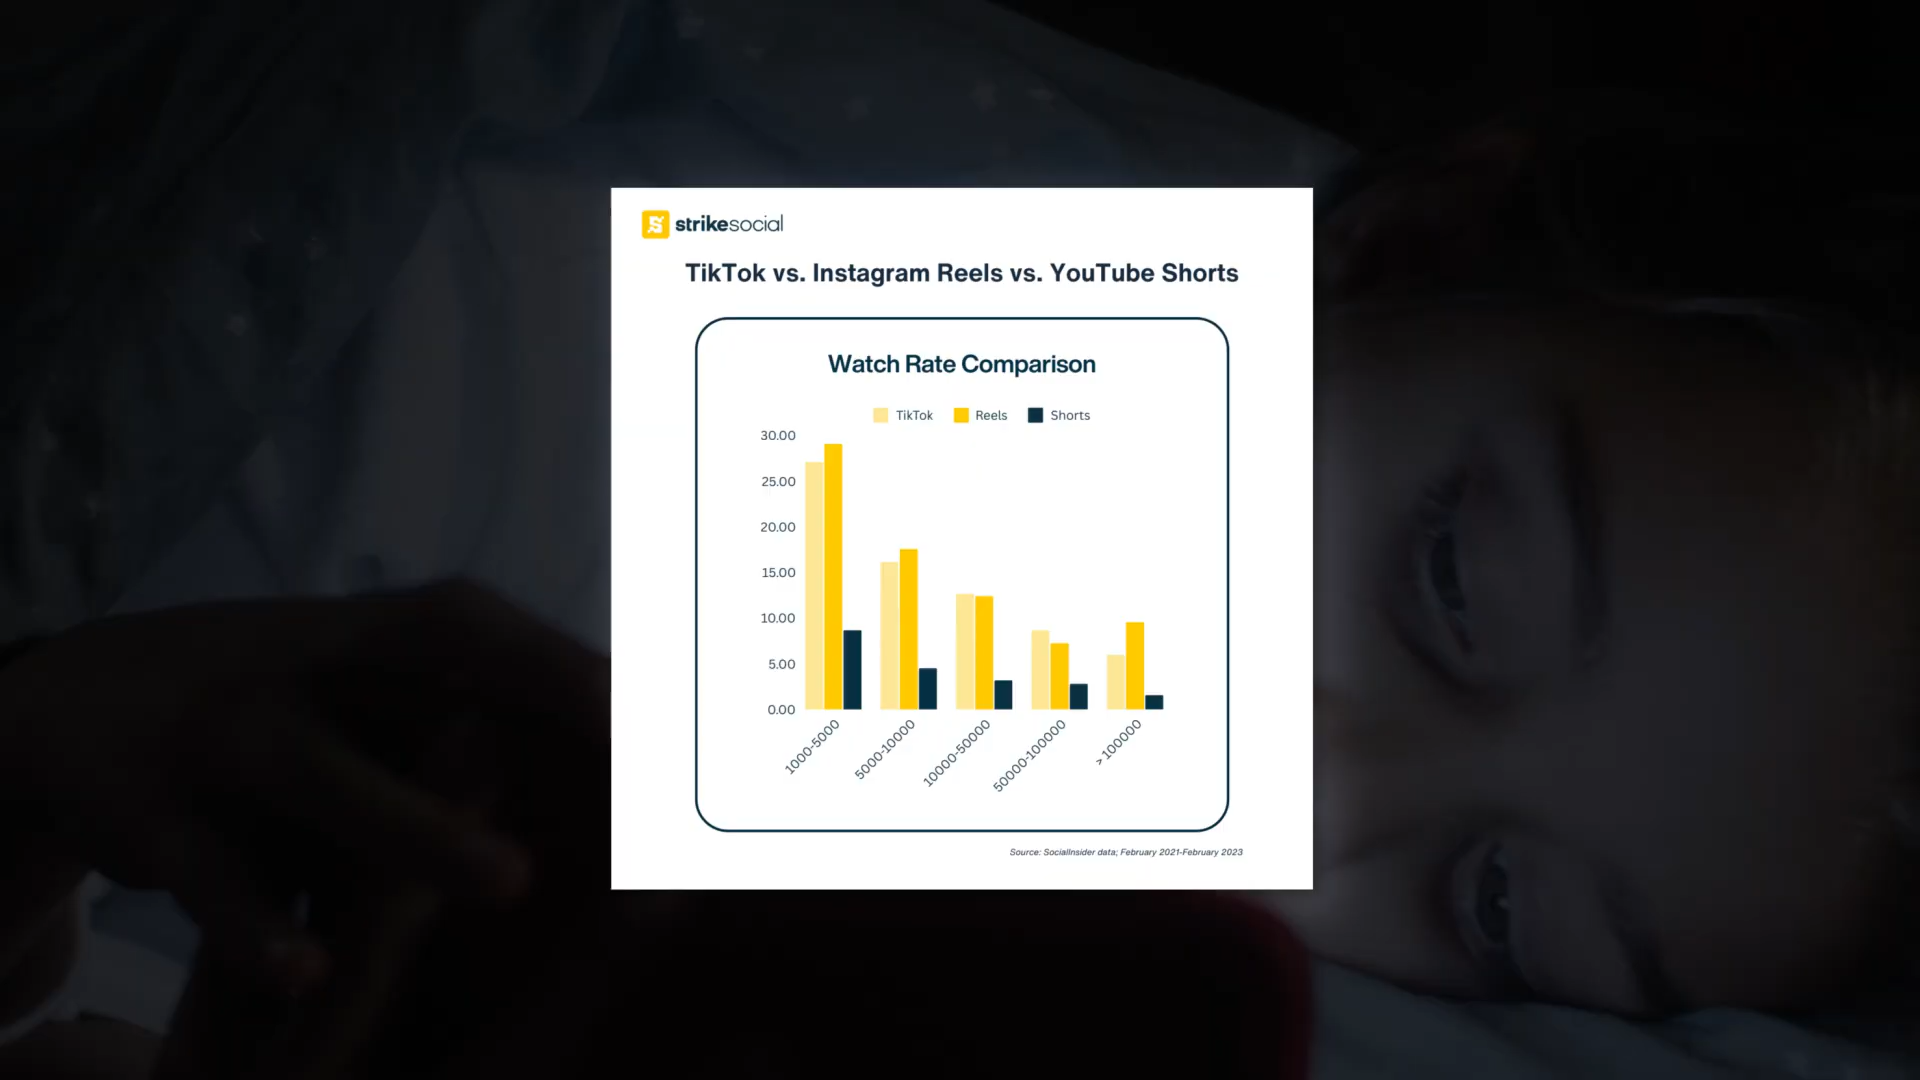 strikesocial
TikTok vs. Instagram Reels vs. YouTube Shorts
Watch Rate Comparison
TikTok Reels Shorts
30.00
25.00
20.00
15.00
10.00
5.00
0.00
1000-5000
5000-10000
10000-50000
50000-100000
> 100000
Source: SocialInsider data; February 2021-February 2023